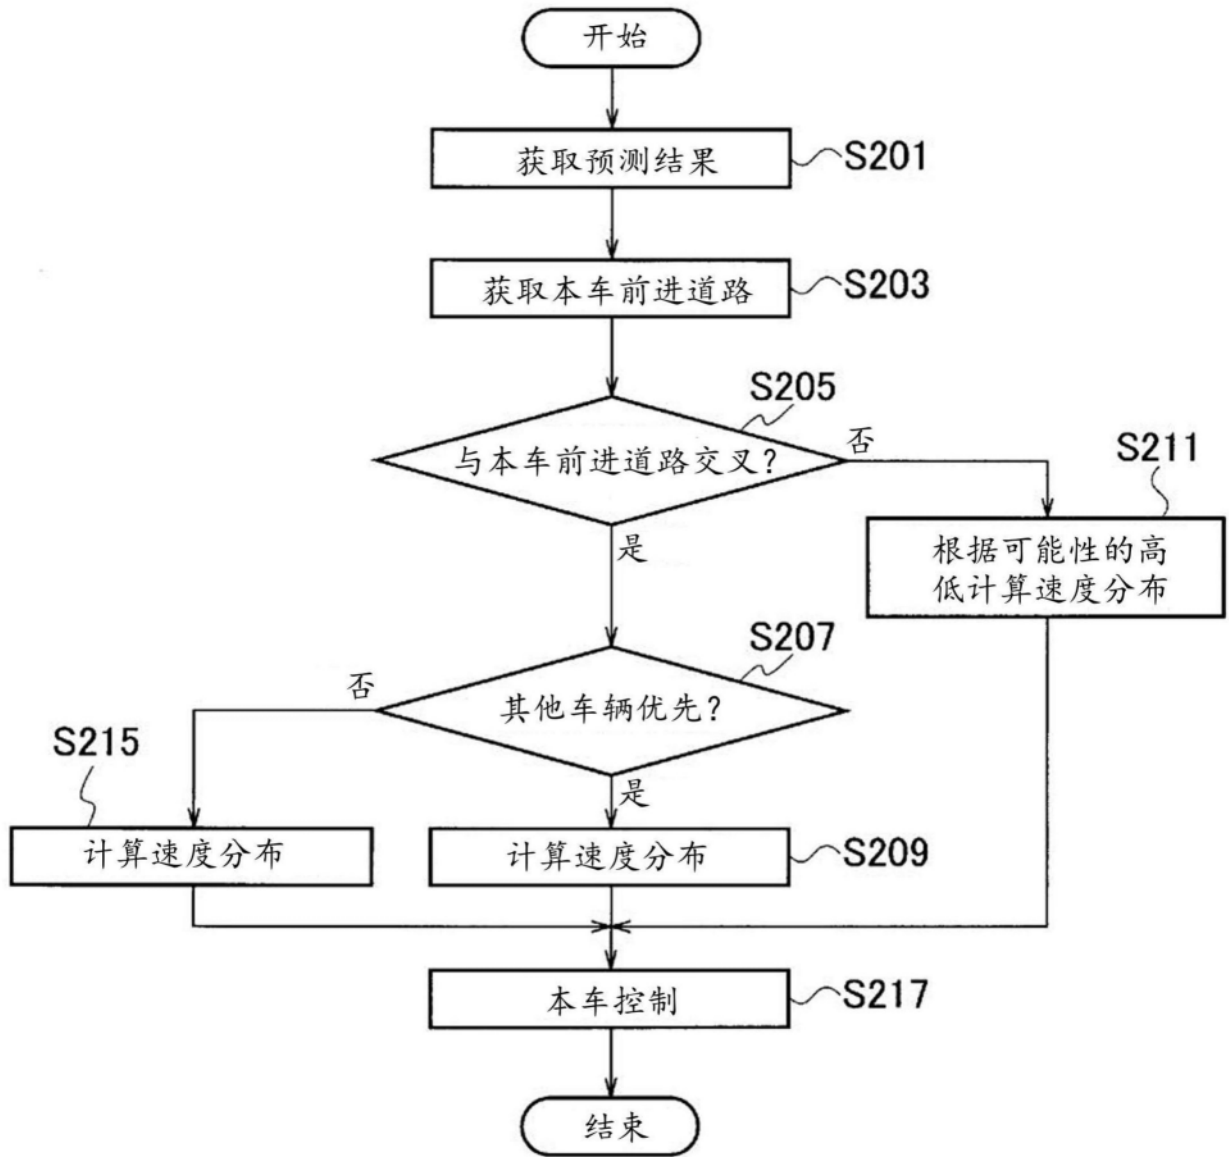 开始
获取预测结果
S201
获取本车前进道路
S203
S205
与本车前进道路交叉?
否
S211
根据可能性的高
低计算速度分布
是
S207
其他车辆优先?
否
S215
计算速度分布
是
计算速度分布
S209
本车控制
S217
结束